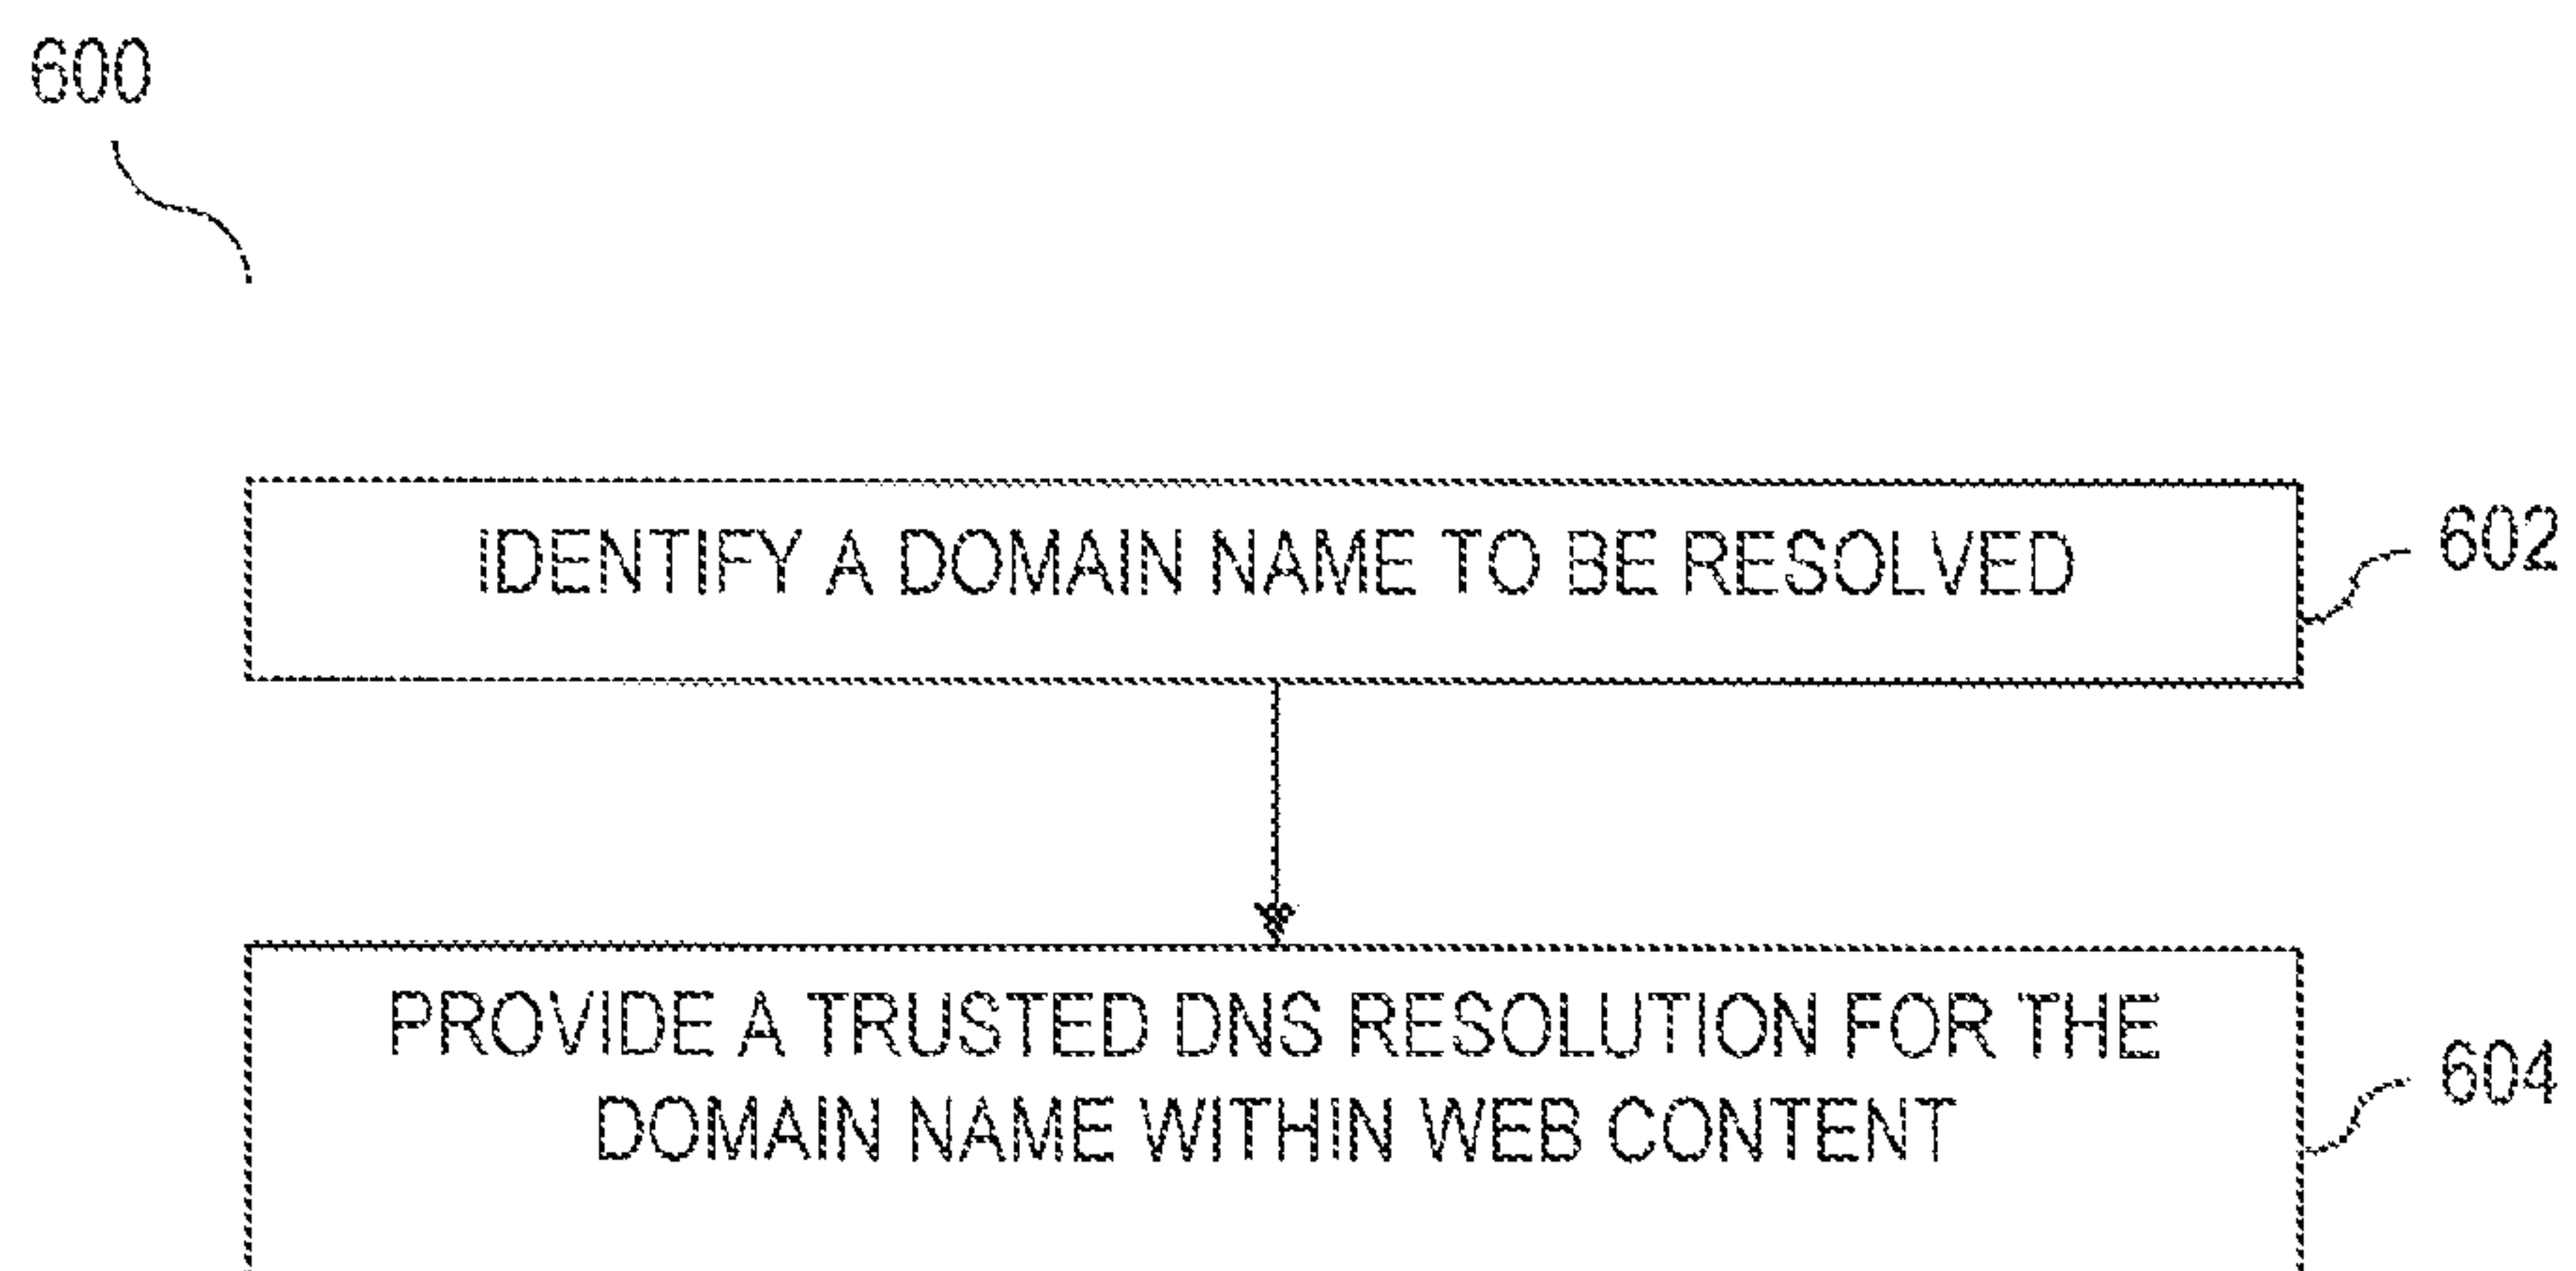 600
IDENTIFY A DOMAIN NAME TO BE RESOLVED
602
PROVIDE A TRUSTED DNS RESOLUTION FOR THE
DOMAIN NAME WITHIN WEB CONTENT
604